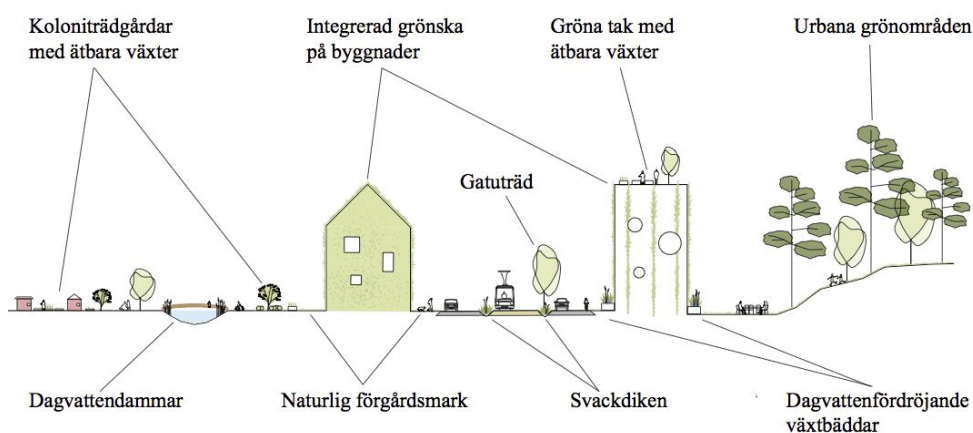 Koloniträdgårdar
med ätbara växter
Integrerad grönska
på byggnader
Gröna tak med
ätbara växter
Urbana grönområden
Gatuträd
Dagvattendammar
Naturlig förgårdsmark
Svackdiken
Dagvattenfördröjande
växtbäddar